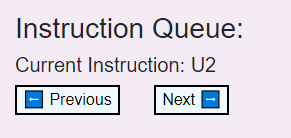 Instruction Queue:
Current Instruction: U2
⬅ Previous Next ➡